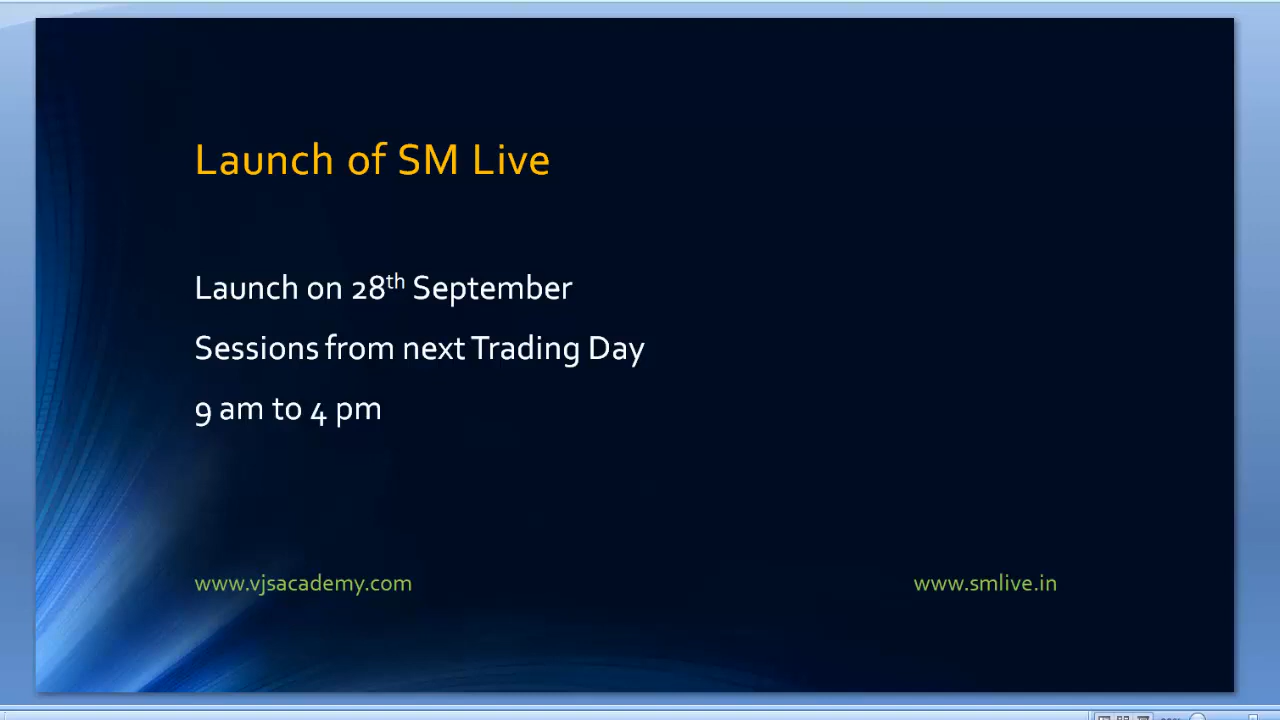 Launch of SM Live
Launch on 28th September
Sessions from next Trading Day
9 am to 4 pm
www.vjsacademy.com
www.smlive.in